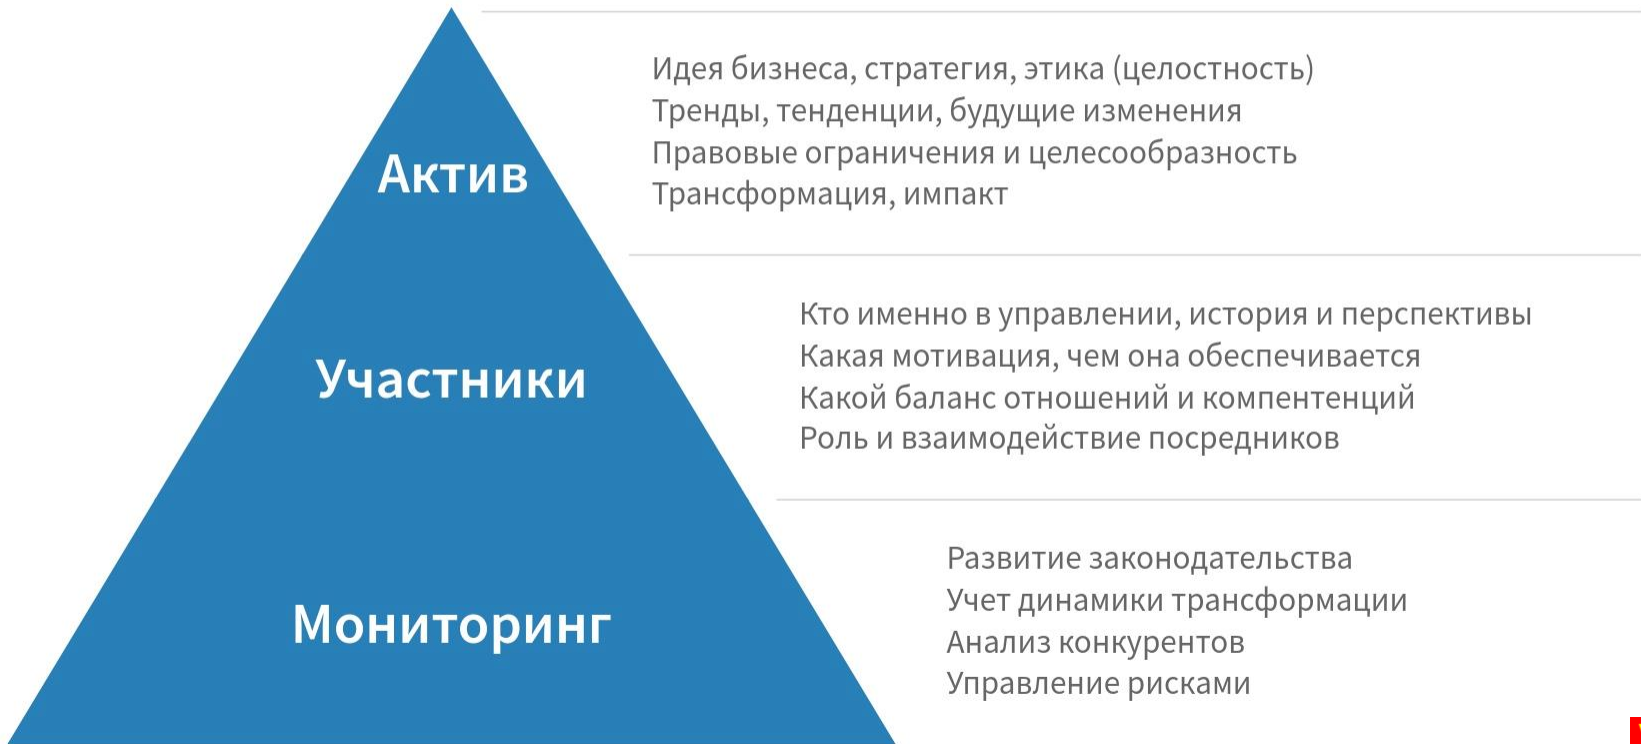 Актив
Идея бизнеса, стратегия, этика (целостность)
Тренды, тенденции, будущие изменения
Правовые ограничения и целесообразность
Трансформация, импакт
Участники
Кто именно в управлении, история и перспективы
Какая мотивация, чем она обеспечивается
Какой баланс отношений и компентенций
Роль и взаимодействие посредников
Мониторинг
Развитие законодательства
Учет динамики трансформации
Анализ конкурентов
Управление рисками